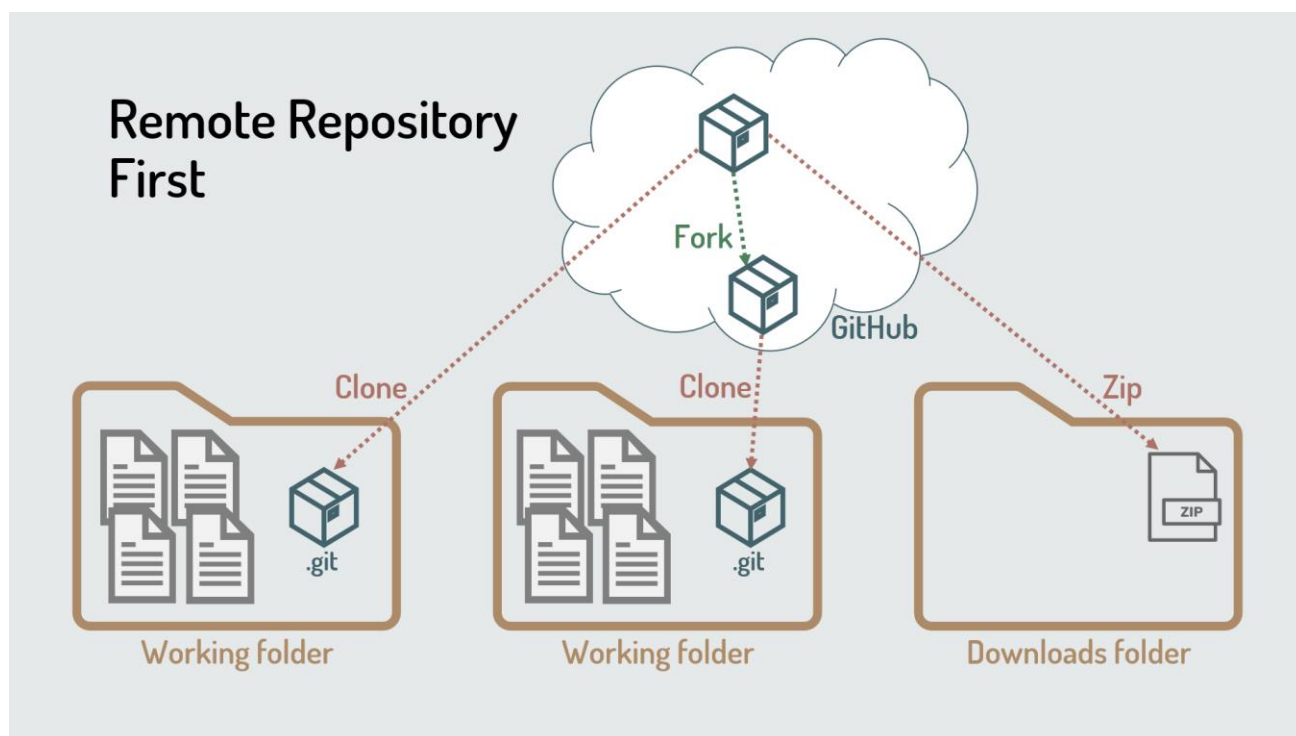 Remote Repository
First
Fork
GitHub
Clone
Clone
Zip
ZIP
.git
.git
Working folder
Working folder
Downloads folder